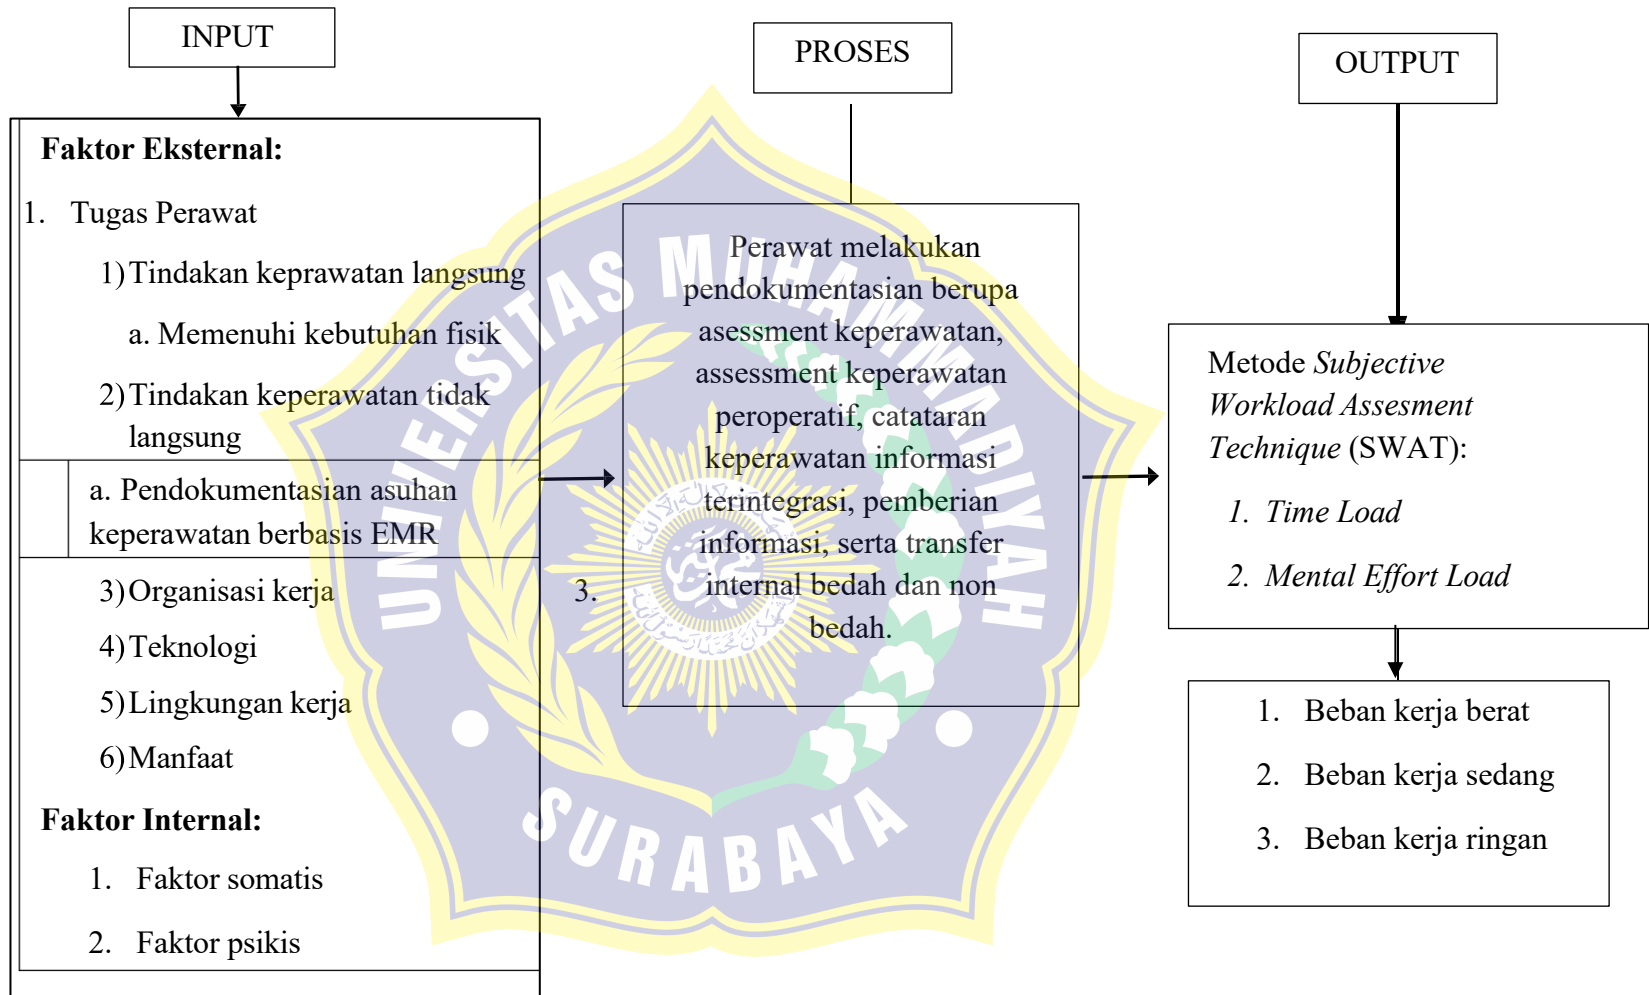 INPUT
Faktor Eksternal:
1. Tugas Perawat
1) Tindakan keprawatan langsung
a. Memenuhi kebutuhan fisik
2) Tindakan keperawatan tidak
langsung
a. Pendokumentasian asuhan
keperawatan berbasis EMR
3) Organisasi kerja
4) Teknologi
5) Lingkungan kerja
6) Manfaat
Faktor Internal:
1. Faktor somatis
2. Faktor psikis
PROSES
Perawat melakukan
pendokumentasian berupa
asessment keperawatan,
assessment keperawatan
peroperatif, catataran
keperawatan informasi
terintegrasi, pemberian
informasi, serta transfer
internal bedah dan non
bedah.
3.
OUTPUT
Metode Subjective
Workload Assesment
Technique (SWAT):
1. Time Load
2. Mental Effort Load
1. Beban kerja berat
2. Beban kerja sedang
3. Beban kerja ringan
UNIVERSITAS MUHAMMADIYAH
SURABAYA